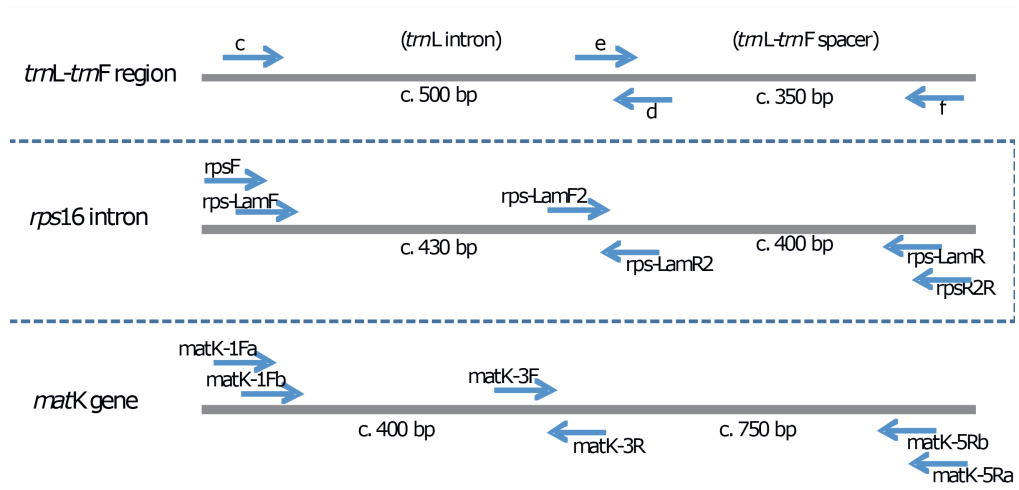 c
(trnL intron)
e
(trnL-trnF spacer)
trnL-trnF region
c. 500 bp
d
c. 350 bp
f
rpsF
rps-LamF
rps-LamF2
rps16 intron
c. 430 bp
rps-LamR2
c. 400 bp
rps-LamR
rpsR2R
matK-1Fa
matK-1Fb
matK-3F
matK gene
c. 400 bp
matK-3R
c. 750 bp
matK-5Rb
matK-5Ra